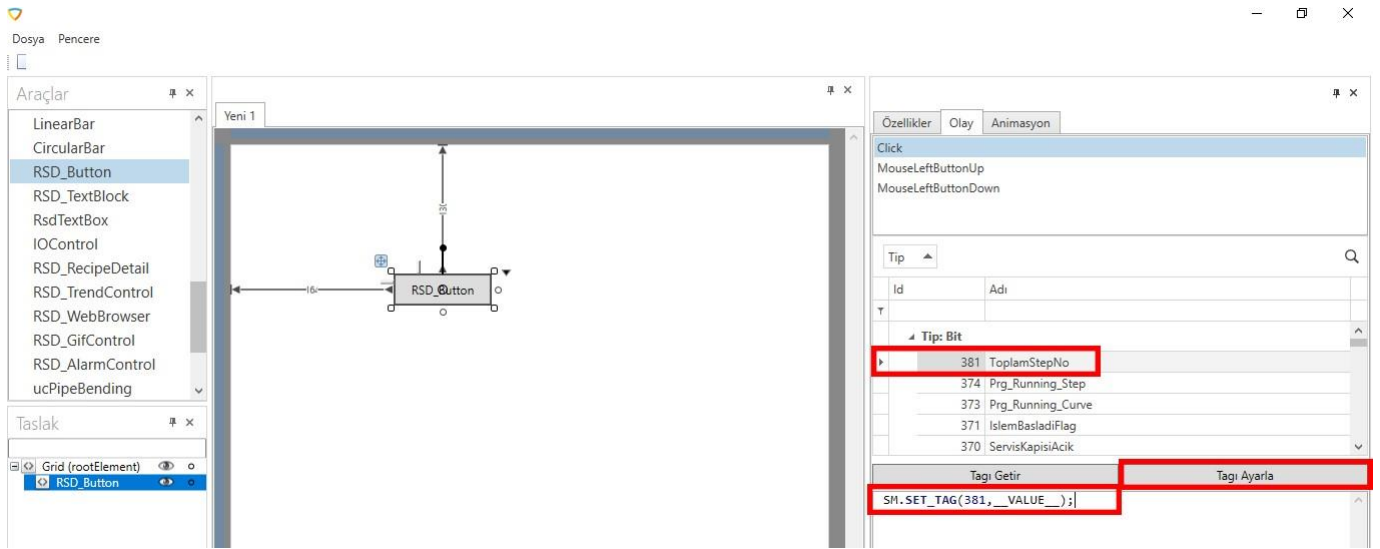 Dosya Pencere
Araçlar
LinearBar
CircularBar
RSD_Button
RSD_TextBlock
RsdTextBox
IOControl
RSD_RecipeDetail
RSD_TrendControl
RSD_WebBrowser
RSD_GifControl
RSD_AlarmControl
ucPipeBending
Taslak
Grid (rootElement)
RSD_Button
Yeni 1
RSD_Button
Özellikler Olay Animasyon
Click
MouseLeftButtonUp
MouseLeftButtonDown
Tip
Id Adı
Tip: Bit
381 ToplamStepNo
374 Prg_Running_Step
373 Prg_Running_Curve
371 IslemBasladiFlag
370 ServisKapisiAcik
Tagı Getir Tagı Ayarla
SM.SET_TAG(381,__VALUE__);